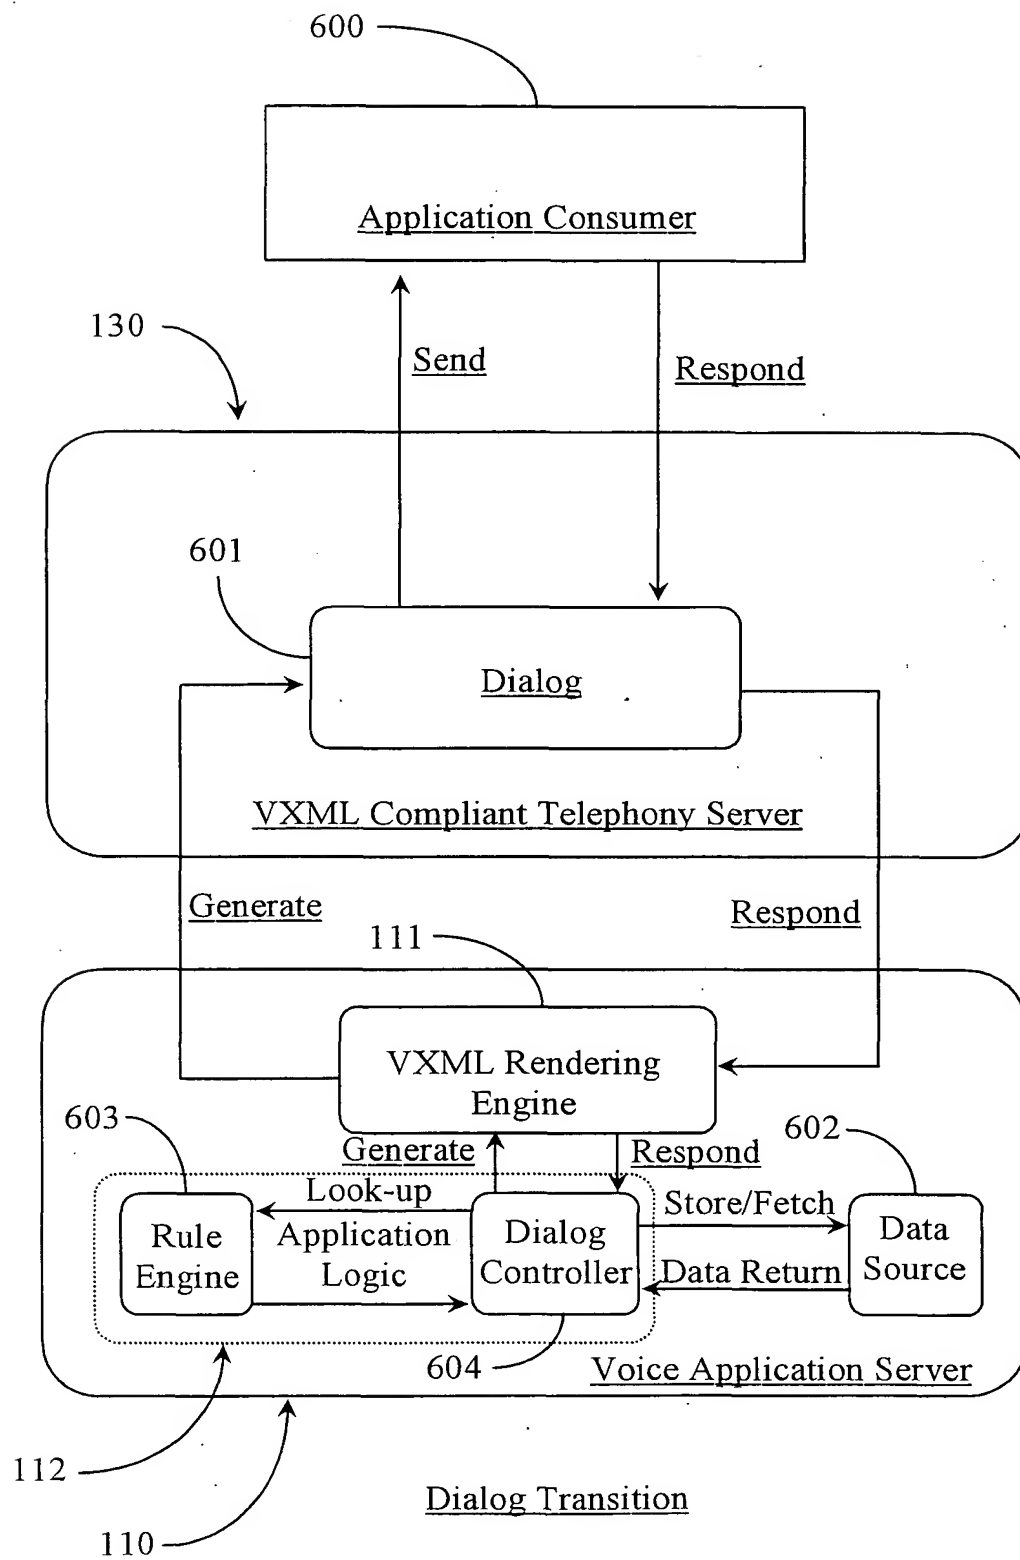 600
Application Consumer
130
Send
Respond
601
Dialog
VXML Compliant Telephony Server
Generate
Respond
111
VXML Rendering
Engine
603
602
Generate
Respond
Look-up
Store/Fetch
Rule
Engine
Application
Logic
Dialog
Controller
Data
Source
Data Return
604
Voice Application Server
112
Dialog Transition
110